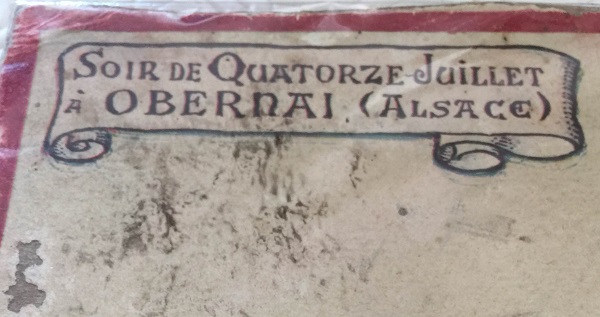 SOIR DE QUATORZE-JUILLET
À OBERNAI. (ALSACE)